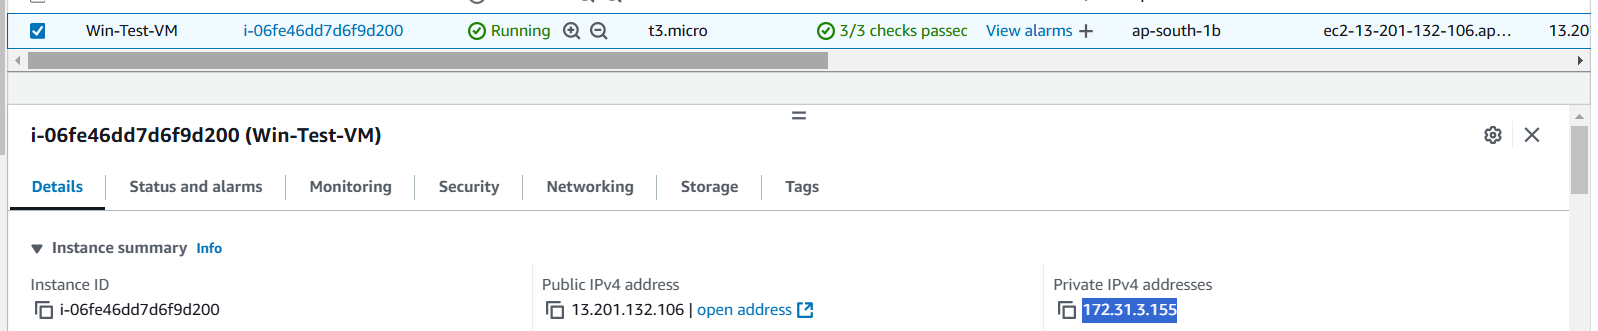 Win-Test-VM i-06fe46dd7d6f9d200 Running t3.micro 3/3 checks passec View alarms + ap-south-1b ec2-13-201-132-106.ap... 13.20
i-06fe46dd7d6f9d200 (Win-Test-VM)
Details Status and alarms Monitoring Security Networking Storage Tags
Instance summary Info
Instance ID Public IPv4 address Private IPv4 addresses
i-06fe46dd7d6f9d200 13.201.132.106 | open address 172.31.3.155